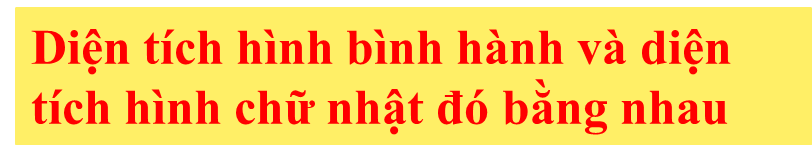 Diện tích hình bình hành và diện
tích hình chữ nhật đó bằng nhau